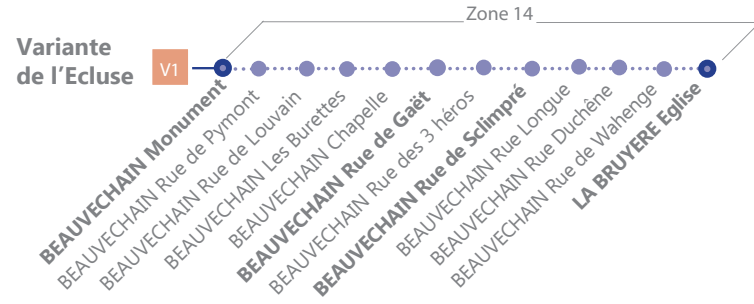 Zone 14
Variante
de l'Ecluse
V1
BEAUVECHAIN Monument
BEAUVECHAIN Rue de Pymont
BEAUVECHAIN Rue de Louvain
BEAUVECHAIN Les Burettes
BEAUVECHAIN Chapelle
BEAUVECHAIN Rue de Gaët
BEAUVECHAIN Rue des 3 héros
BEAUVECHAIN Rue de Sclimpré
BEAUVECHAIN Rue Longue
BEAUVECHAIN Rue Duchêne
BEAUVECHAIN Rue de Wahenge
LA BRUYERE Eglise